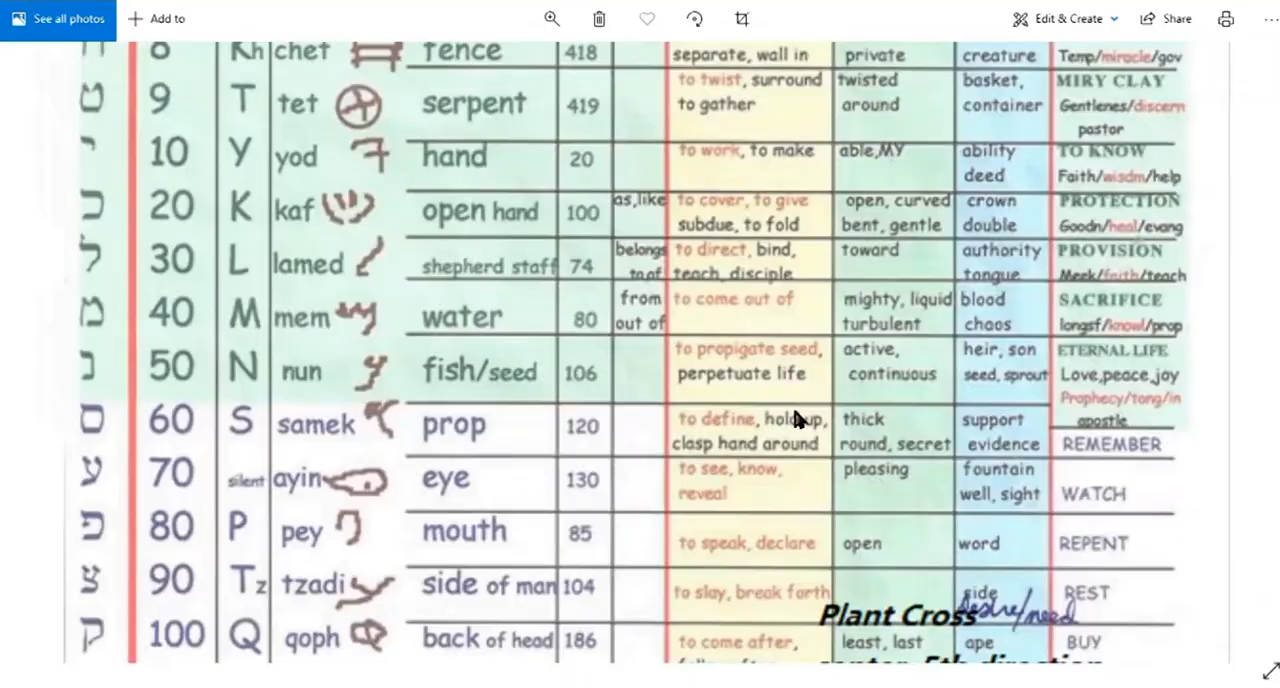 See all photos
Add to
Edit & Create
Share
ח 8 Kh chet fence 418 separate, wall in private creature Temp/miracle/gov
ט 9 T tet serpent 419 to twist, surround to gather twisted around basket, container MIRY CLAY Gentlenes/discern pastor
י 10 Y yod hand 20 to work, to make able,MY ability deed TO KNOW Faith/wisdm/help
כ 20 K kaf open hand 100 as,like to cover, to give subdue, to fold open, curved bent, gentle crown double PROTECTION Goodn/heal/evang
ל 30 L lamed shepherd staff 74 belongs to,of to direct, bind, teach, disciple toward authority tongue PROVISION Meek/faith/teach
מ 40 M mem water 80 from out of to come out of mighty, liquid turbulent blood chaos SACRIFICE longsf/knowl/prop
נ 50 N nun fish/seed 106 to propigate seed, perpetuate life active, continuous heir, son seed, sprout ETERNAL LIFE Love,peace,joy Prophecy/tong/in apostle
ס 60 S samek prop 120 to define, hold up, clasp hand around thick round, secret support evidence REMEMBER
ע 70 silent ayin eye 130 to see, know, reveal pleasing fountain well, sight WATCH
פ 80 P pey mouth 85 to speak, declare open word REPENT
צ 90 Tz tzadi side of man 104 to slay, break forth side desire/need REST
Plant Cross
ק 100 Q qoph back of head 186 to come after, least, last ape BUY
5th direction